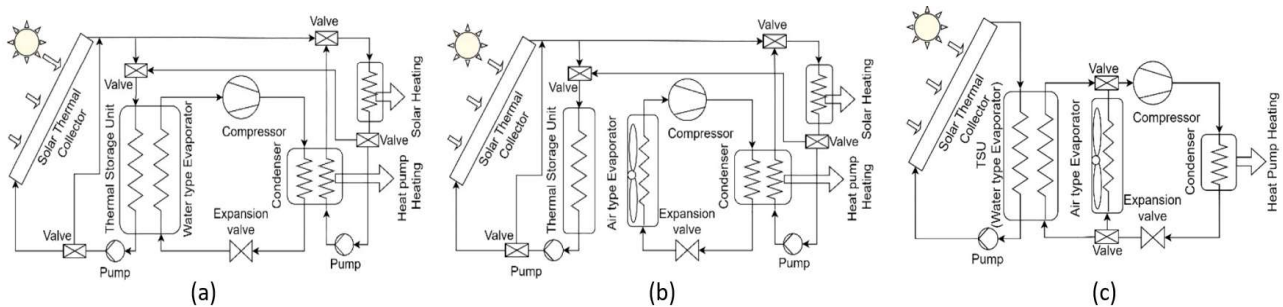 Valve
Valve
Solar Thermal
Collector
Thermal Storage Unit
Water type Evaporator
Compressor
Solar Heating
Valve
Condenser
Heat pump
Heating
Expansion
valve
Valve
Pump
Pump
(a)
Valve
Valve
Solar Thermal
Collector
Thermal Storage Unit
Air type Evaporator
Compressor
Solar Heating
Valve
Condenser
Heat pump
Heating
Expansion
valve
Valve
Pump
Pump
(b)
Solar Thermal
Collector
TSU
(Water type Evaporator)
Valve
Air type Evaporator
Compressor
Condenser
Heat Pump Heating
Expansion
valve
Pump
Valve
(c)